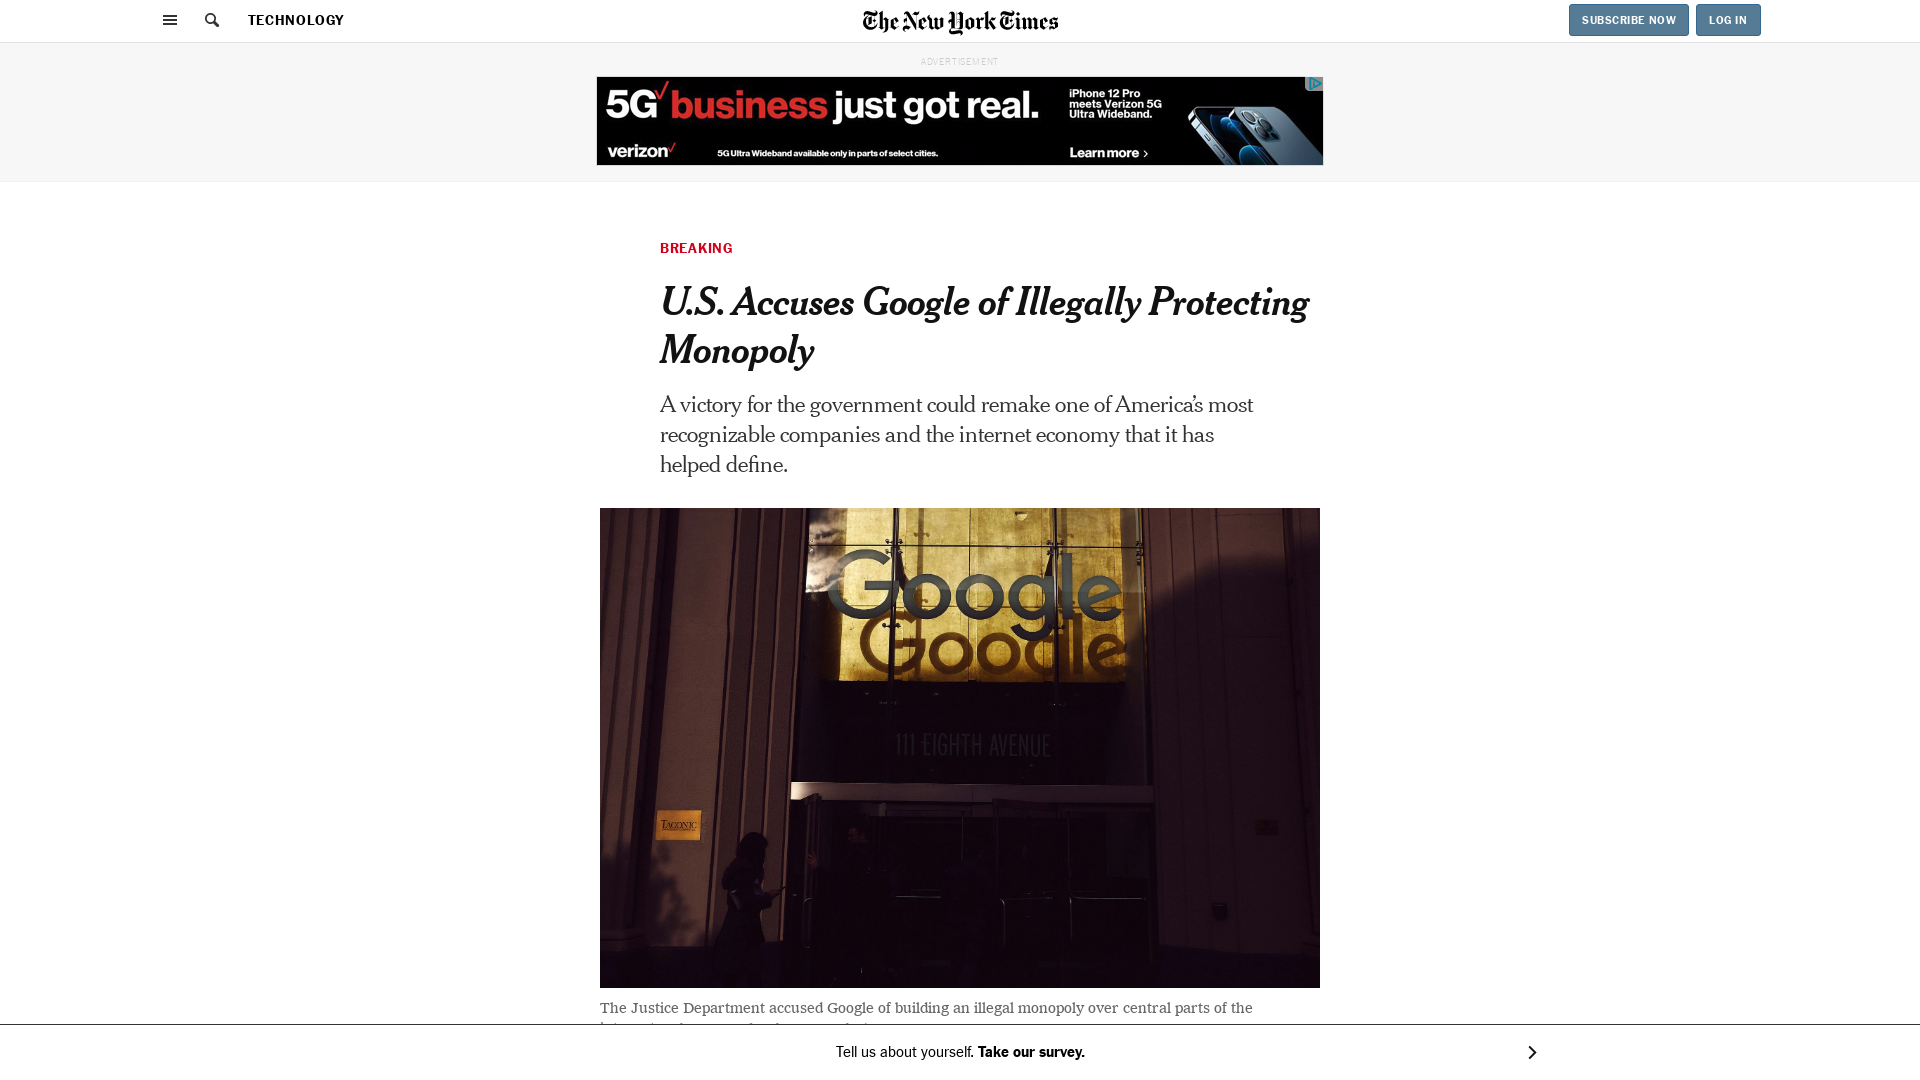 TECHNOLOGY
The New York Times
SUBSCRIBE NOW
LOG IN
ADVERTISEMENT
5G business just got real.
iPhone 12 Pro
meets Verizon 5G
Ultra Wideband.
verizon
5G Ultra Wideband available only in parts of select cities.
Learn more >
BREAKING
U.S. Accuses Google of Illegally Protecting
Monopoly
A victory for the government could remake one of America’s most
recognizable companies and the internet economy that it has
helped define.
Google
111 EIGHTH AVENUE
TACONIC
The Justice Department accused Google of building an illegal monopoly over central parts of the
Tell us about yourself. Take our survey.